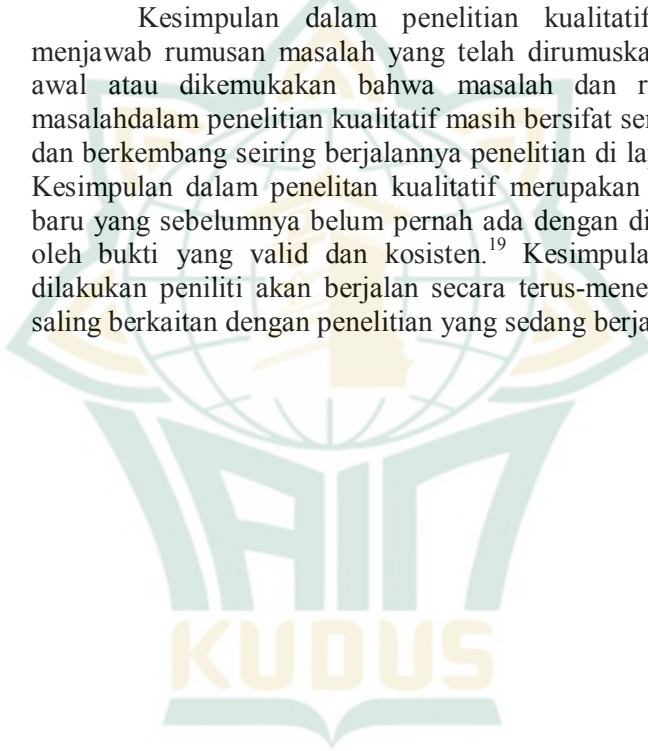 Kesimpulan dalam penelitian kualitatif
menjawab rumusan masalah yang telah dirumuska
awal atau dikemukakan bahwa masalah dan r
masalahdalam penelitian kualitatif masih bersifat ser
dan berkembang seiring berjalannya penelitian di la
Kesimpulan dalam penelitan kualitatif merupakan
baru yang sebelumnya belum pernah ada dengan di
oleh bukti yang valid dan kosisten.19 Kesimpula
dilakukan peniliti akan berjalan secara terus-mene
saling berkaitan dengan penelitian yang sedang berja
IAIN
KUDUS